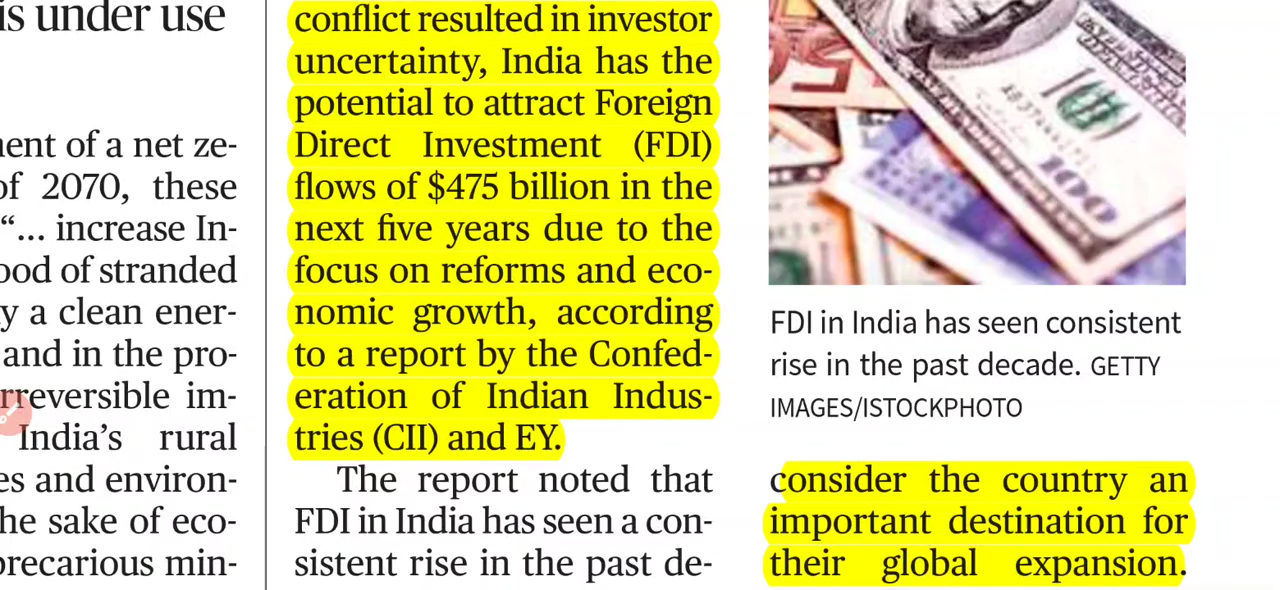 is under use
ent of a net ze-
of 2070, these
“... increase In-
ood of stranded
y a clean ener-
and in the pro-
rreversible im-
India’s rural
es and environ-
he sake of eco-
precarious min-
conflict resulted in investor
uncertainty, India has the
potential to attract Foreign
Direct Investment (FDI)
flows of $475 billion in the
next five years due to the
focus on reforms and eco-
nomic growth, according
to a report by the Confed-
eration of Indian Indus-
tries (CII) and EY.
The report noted that
FDI in India has seen a con-
sistent rise in the past de-
100
FDI in India has seen consistent
rise in the past decade. GETTY
IMAGES/ISTOCKPHOTO
consider the country an
important destination for
their global expansion.